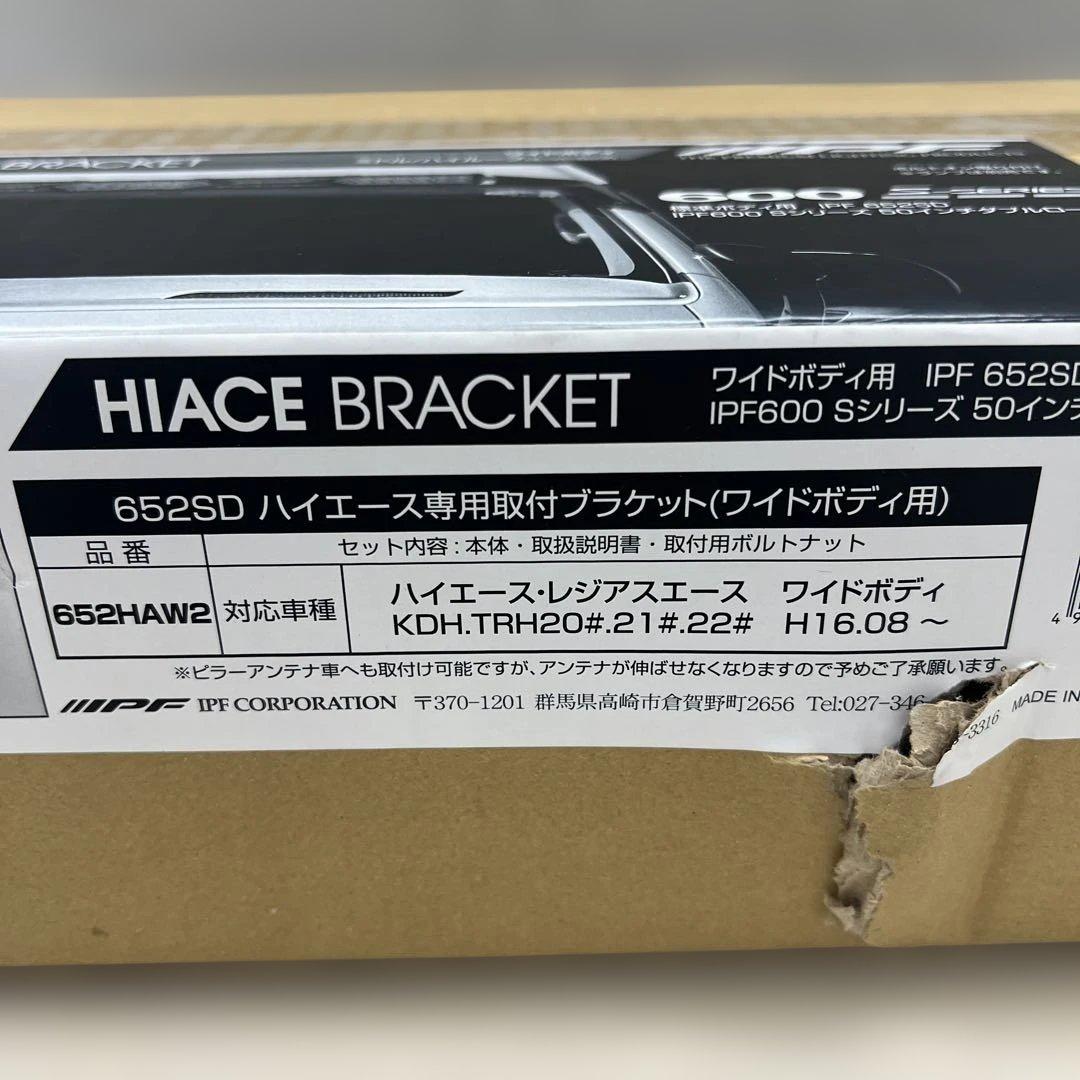 BRACKET
600 S-SERIES
標準ボディ用 IPF 652SD
IPF600 Sシリーズ 50インチダブルロー
HIACE BRACKET
ワイドボディ用 IPF 652SD
IPF600 Sシリーズ 50インチ
652SD ハイエース専用取付ブラケット(ワイドボディ用)
品番 セット内容:本体・取扱説明書・取付用ボルトナット
652HAW2 対応車種 ハイエース・レジアスエース ワイドボディ
KDH.TRH20#.21#.22# H16.08 ～
※ピラーアンテナ車へも取付け可能ですが、アンテナが伸ばせなくなりますので予めご了承願います。
IPF IPF CORPORATION 〒370-1201 群馬県高崎市倉賀野町2656 Tel:027-346
-3316 MADE IN
4 9